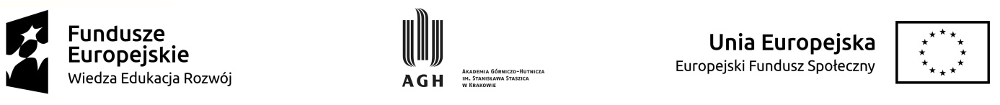 Fundusze
Europejskie
Wiedza Edukacja Rozwój
AGH
Akademia Górniczo-Hutnicza
im. Stanisława Staszica
w Krakowie
Unia Europejska
Europejski Fundusz Społeczny